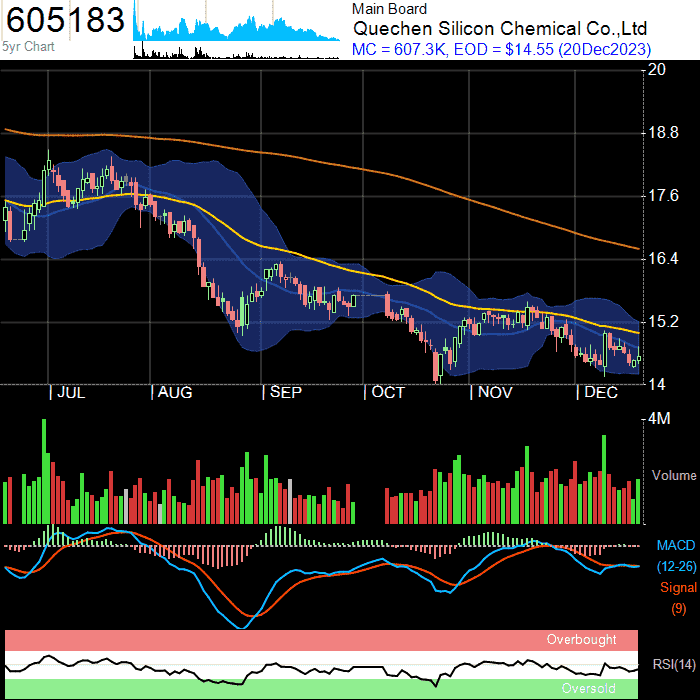 605183
5yr Chart
Main Board
Quechen Silicon Chemical Co.,Ltd
MC = 607.3K, EOD = $14.55 (20Dec2023)
20
18.8
17.6
16.4
15.2
14
JUL AUG SEP OCT NOV DEC
4M
Volume
MACD
(12-26)
Signal
(9)
Overbought
RSI(14)
Oversold